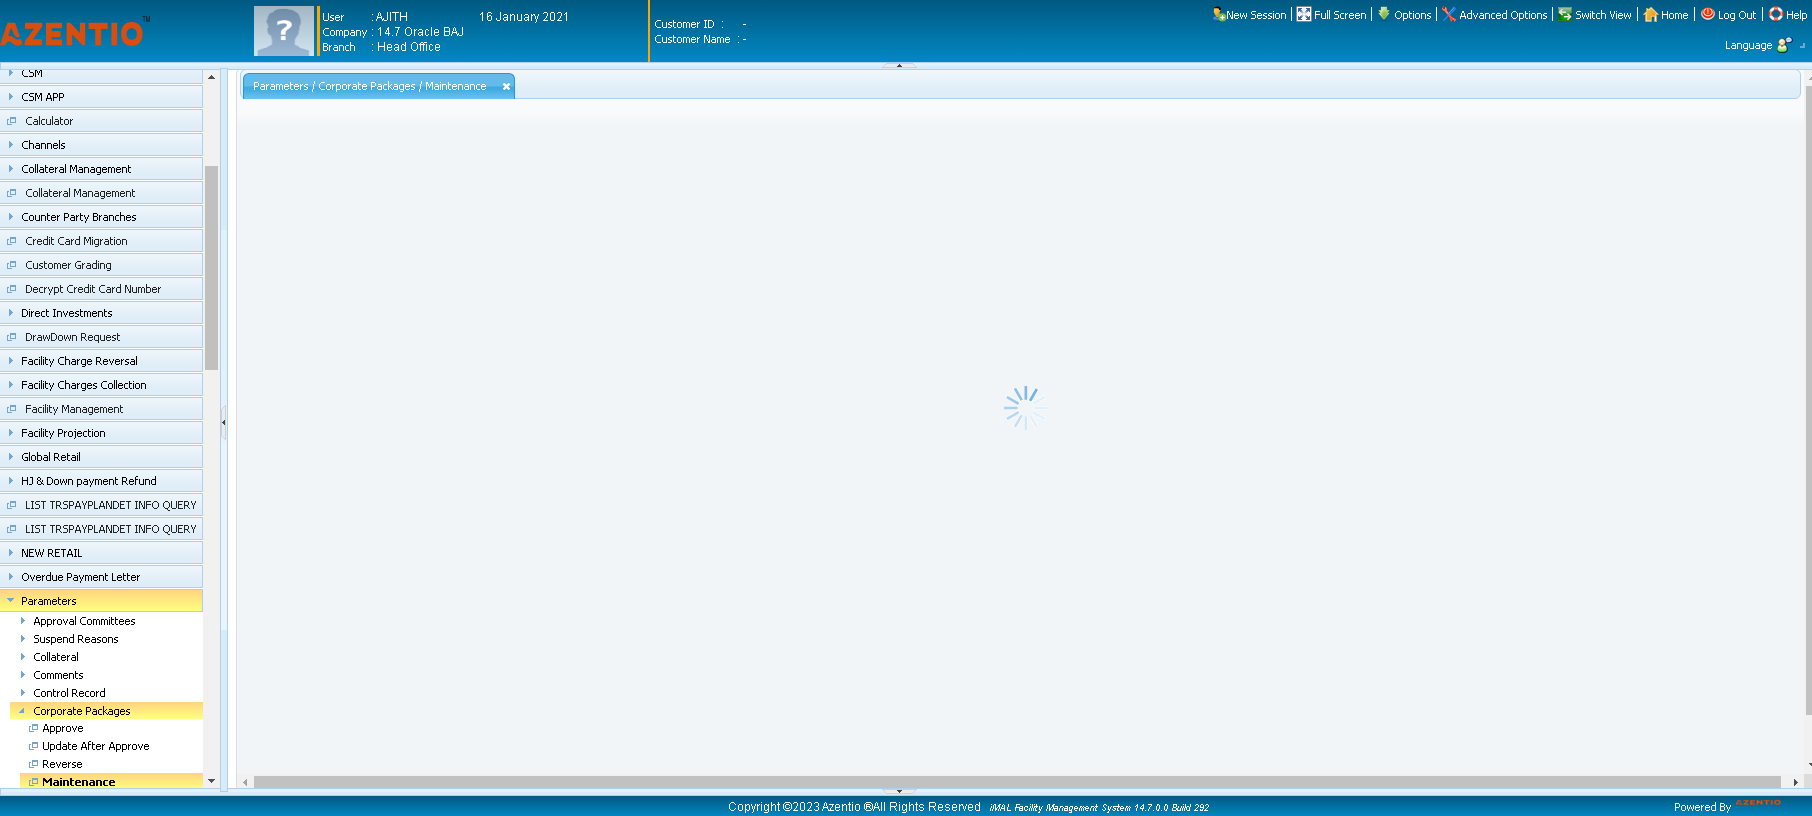 AZENTIO™
User : AJITH 16 January 2021
Company : 14.7 Oracle BAJ
Branch : Head Office
Customer ID : -
Customer Name : -
New Session | Full Screen | Options | Advanced Options | Switch View | Home | Log Out | Help
Language
CSM
CSM APP
Calculator
Channels
Collateral Management
Collateral Management
Counter Party Branches
Credit Card Migration
Customer Grading
Decrypt Credit Card Number
Direct Investments
DrawDown Request
Facility Charge Reversal
Facility Charges Collection
Facility Management
Facility Projection
Global Retail
HJ & Down payment Refund
LIST TRSPAYPLANDET INFO QUERY
LIST TRSPAYPLANDET INFO QUERY
NEW RETAIL
Overdue Payment Letter
Parameters
Approval Committees
Suspend Reasons
Collateral
Comments
Control Record
Corporate Packages
Approve
Update After Approve
Reverse
Maintenance
Parameters / Corporate Packages / Maintenance
Copyright ©2023 Azentio ®All Rights Reserved iMAL Facility Management System 14.7.0.0 Build 292
Powered By AZENTIO